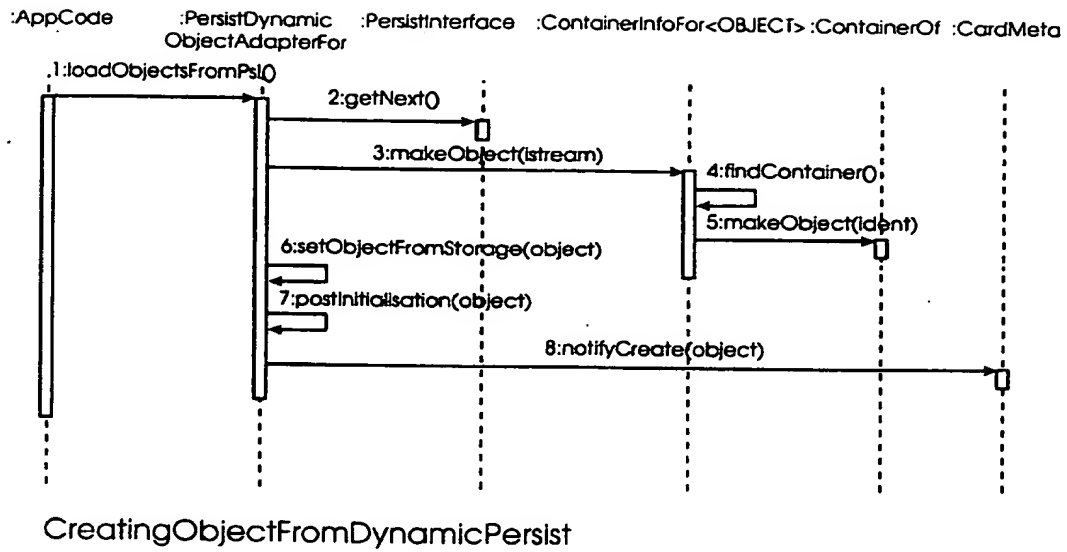 :AppCode
:PersistDynamic
ObjectAdapterFor
:PersistInterface
:ContainerInfoFor<OBJECT>
:ContainerOf
:CardMeta
1:loadObjectsFromPsi()
2:getNext()
3:makeObject(istream)
4:findContainer()
5:makeObject(ident)
6:setObjectFromStorage(object)
7:postInitialisation(object)
8:notifyCreate(object)
CreatingObjectFromDynamicPersist